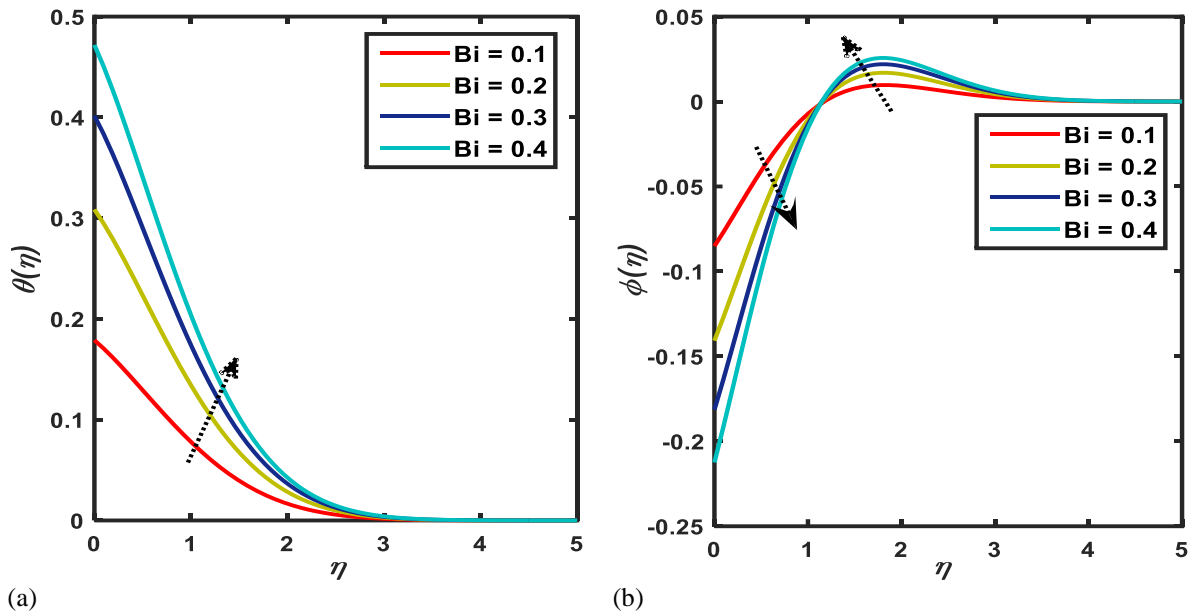 0.5
0.4
0.3
0.2
0.1
0
θ(η)
Bi = 0.1
Bi = 0.2
Bi = 0.3
Bi = 0.4
0 1 2 3 4 5
η
(a)
0.05
0
-0.05
-0.1
-0.15
-0.2
-0.25
ϕ(η)
Bi = 0.1
Bi = 0.2
Bi = 0.3
Bi = 0.4
0 1 2 3 4 5
η
(b)